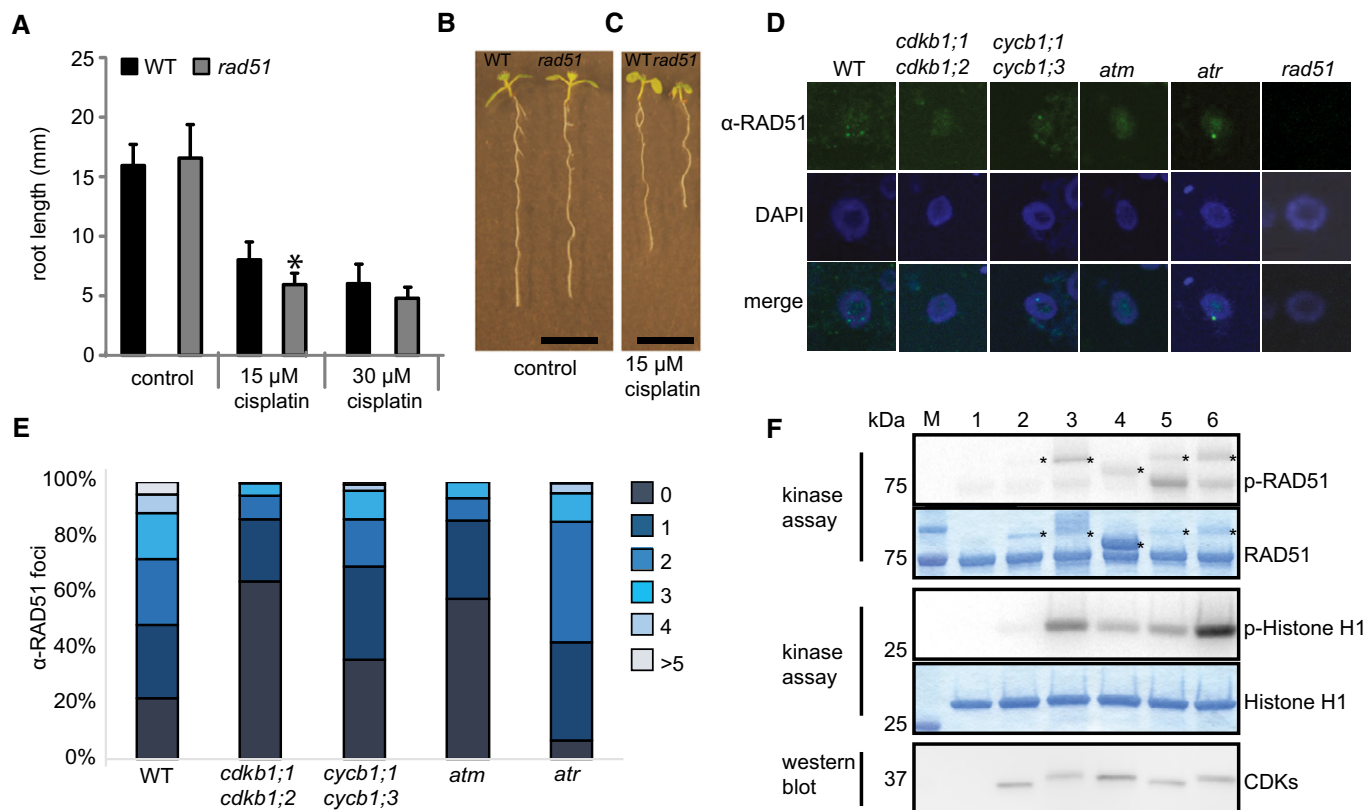 A
25
20
15
10
5
0
root length (mm)
WT
rad51
*
control
15 µM
cisplatin
30 µM
cisplatin
B
WT
rad51
control
C
WT rad51
15 µM
cisplatin
D
WT
cdkb1;1
cdkb1;2
cycb1;1
cycb1;3
atm
atr
rad51
α-RAD51
DAPI
merge
E
100%
80%
60%
40%
20%
0%
α-RAD51 foci
WT
cdkb1;1
cdkb1;2
cycb1;1
cycb1;3
atm
atr
0
1
2
3
4
>5
F
kDa M 1 2 3 4 5 6
kinase
assay
75
* * * * *
p-RAD51
75
* * * * *
RAD51
kinase
assay
25
p-Histone H1
25
Histone H1
western
blot
37
CDKs